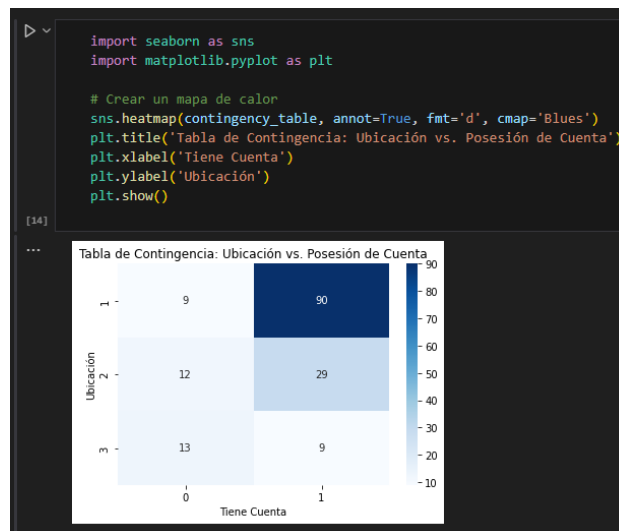 import seaborn as sns
import matplotlib.pyplot as plt
# Crear un mapa de calor
sns.heatmap(contingency_table, annot=True, fmt='d', cmap='Blues')
plt.title('Tabla de Contingencia: Ubicación vs. Posesión de Cuenta')
plt.xlabel('Tiene Cuenta')
plt.ylabel('Ubicación')
plt.show()
[14]
...
Tabla de Contingencia: Ubicación vs. Posesión de Cuenta
Ubicación
1
9
90
2
12
29
3
13
9
0
1
Tiene Cuenta
90
80
70
60
50
40
30
20
10